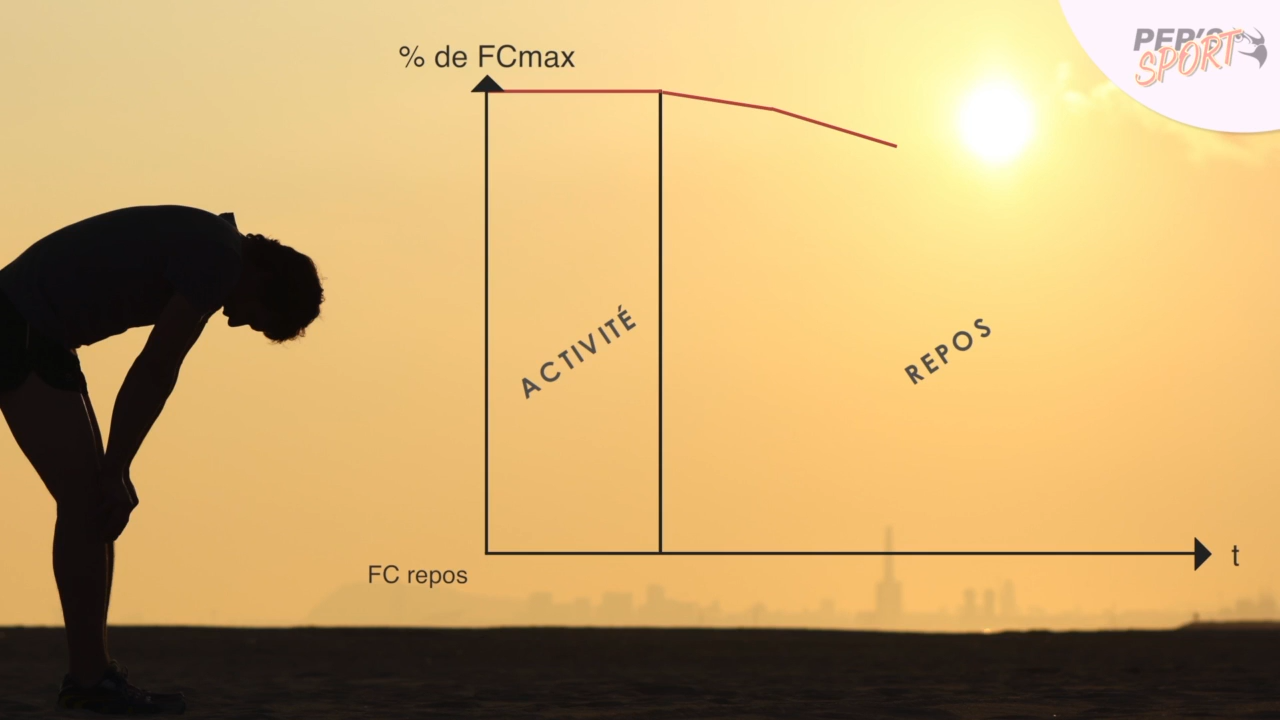 PEP'S
SPORT
% de FCmax
ACTIVITÉ
REPOS
FC repos
t